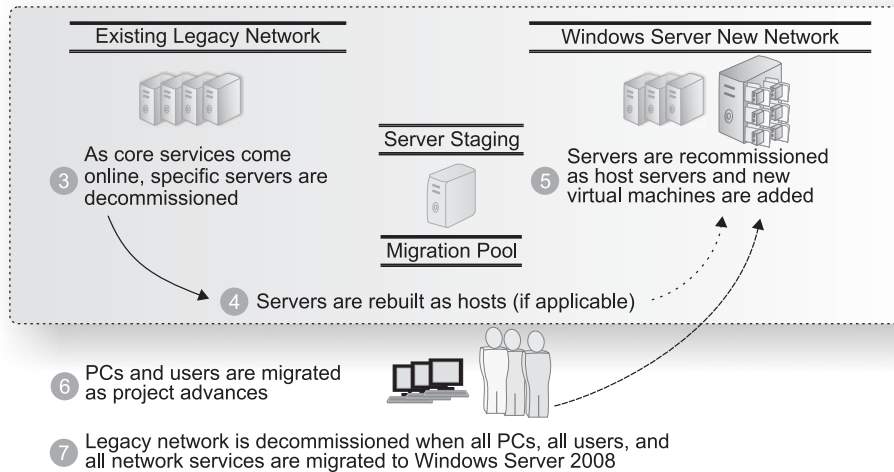 Existing Legacy Network
Windows Server New Network
3 As core services come
online, specific servers are
decommissioned
Server Staging
Migration Pool
5 Servers are recommissioned
as host servers and new
virtual machines are added
4 Servers are rebuilt as hosts (if applicable)
6 PCs and users are migrated
as project advances
7 Legacy network is decommissioned when all PCs, all users, and
all network services are migrated to Windows Server 2008